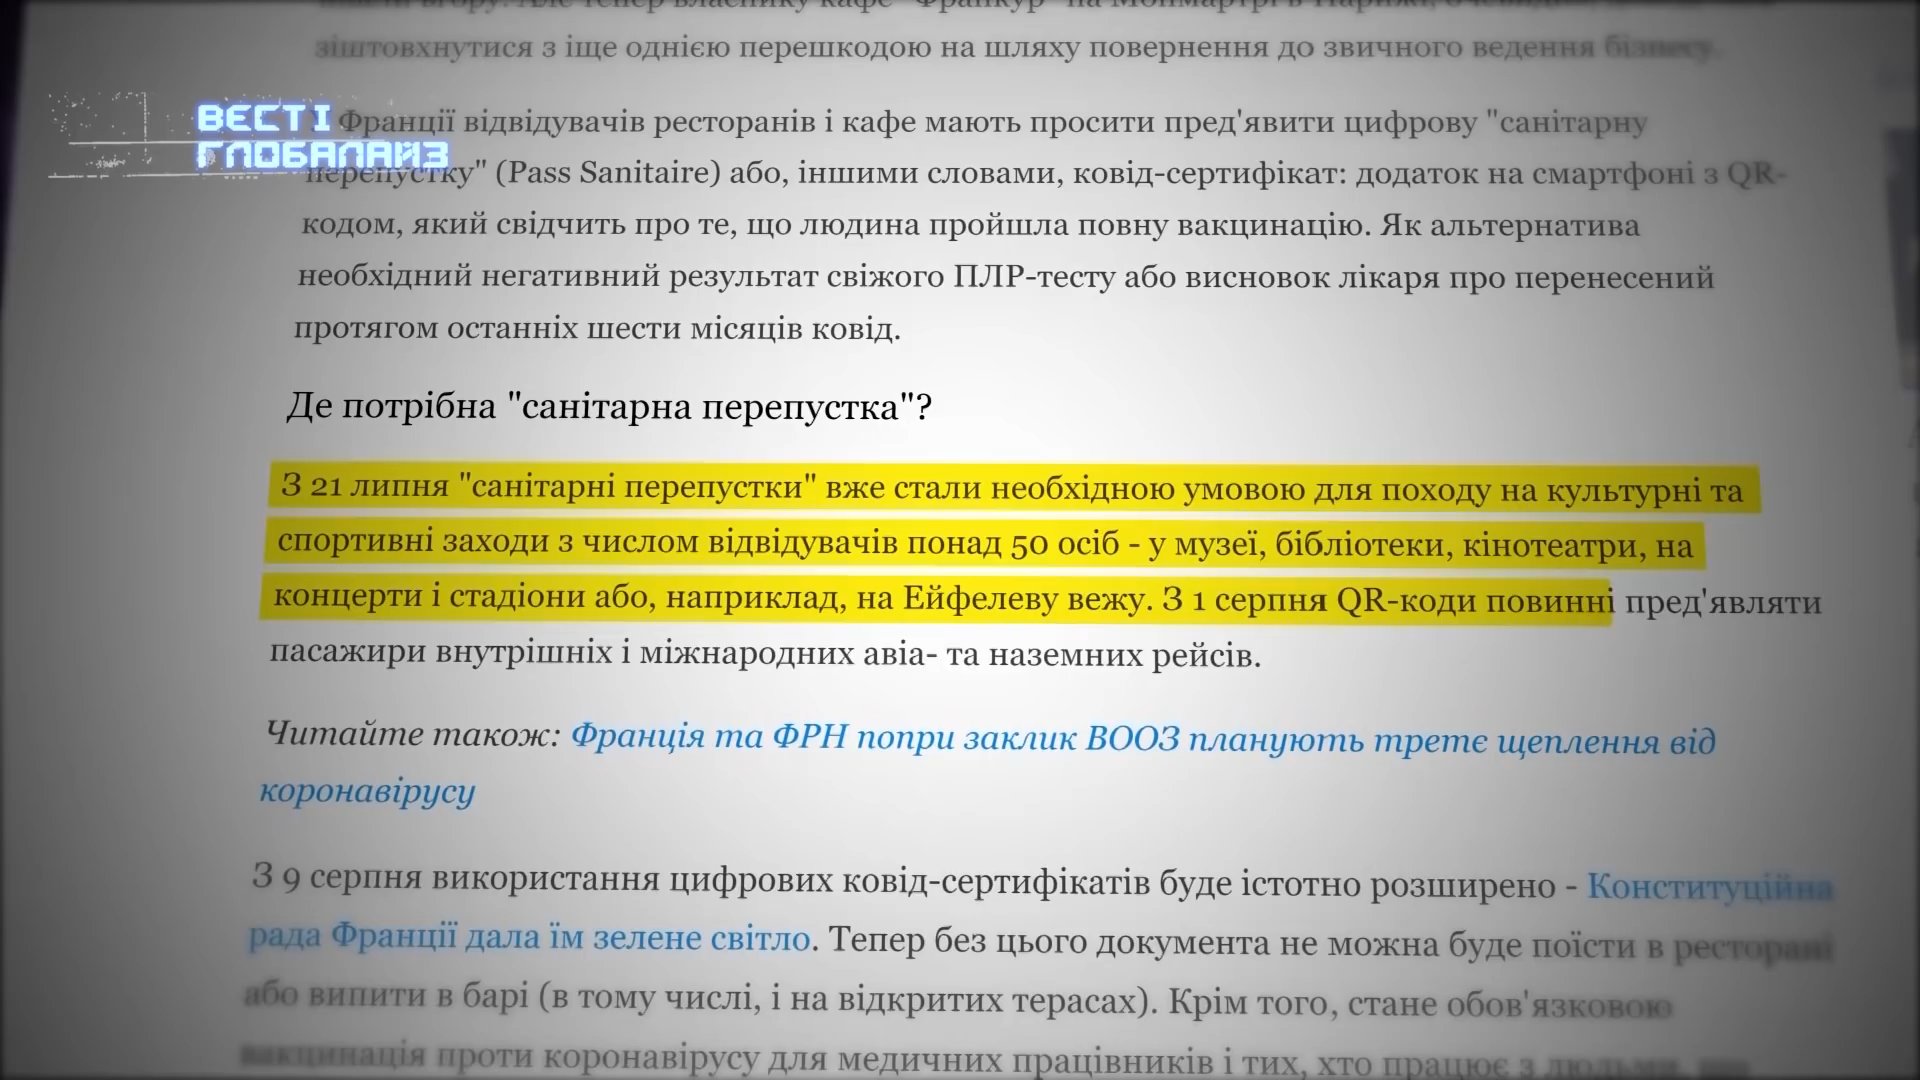 зіштовхнутися з іще однією перешкодою на шляху повернення до звичного ведення бізнесу.
ВЕСТІ
ГЛОБАЛАЙЗ
Франції відвідувачів ресторанів і кафе мають просити пред'явити цифрову "санітарну
перепустку" (Pass Sanitaire) або, іншими словами, ковід-сертифікат: додаток на смартфоні з QR-
кодом, який свідчить про те, що людина пройшла повну вакцинацію. Як альтернатива
необхідний негативний результат свіжого ПЛР-тесту або висновок лікаря про перенесений
протягом останніх шести місяців ковід.
Де потрібна "санітарна перепустка"?
З 21 липня "санітарні перепустки" вже стали необхідною умовою для походу на культурні та
спортивні заходи з числом відвідувачів понад 50 осіб - у музеї, бібліотеки, кінотеатри, на
концерти і стадіони або, наприклад, на Ейфелеву вежу. З 1 серпня QR-коди повинні пред'являти
пасажири внутрішніх і міжнародних авіа- та наземних рейсів.
Читайте також: Франція та ФРН попри заклик ВООЗ планують третє щеплення від
коронавірусу
З 9 серпня використання цифрових ковід-сертифікатів буде істотно розширено - Конституційна
рада Франції дала їм зелене світло. Тепер без цього документа не можна буде поїсти в ресторані
або випити в барі (в тому числі, і на відкритих терасах). Крім того, стане обов'язковою
вакцинація проти коронавірусу для медичних працівників і тих, хто працює з людьми,